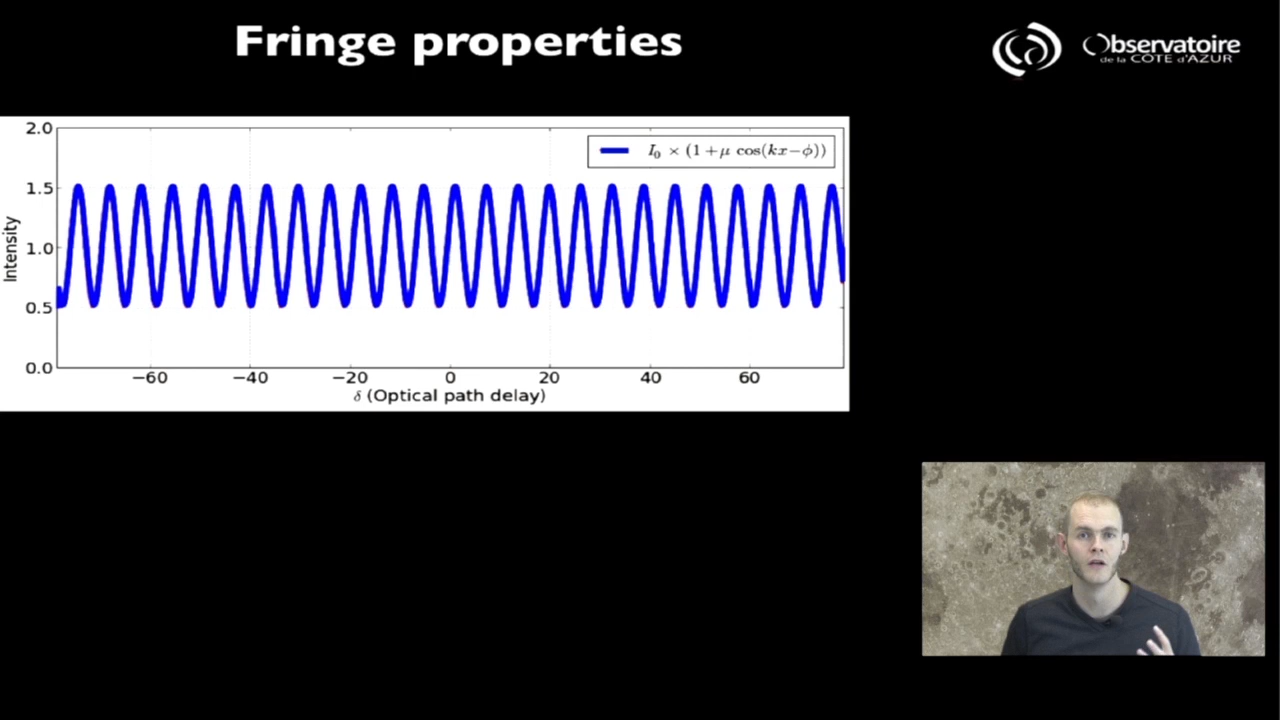 Fringe properties
Observatoire
de la CÔTE d'AZUR
2.0
I₀ × (1+μ cos(kx−ϕ))
1.5
1.0
0.5
0.0
Intensity
−60 −40 −20 0 20 40 60
δ (Optical path delay)